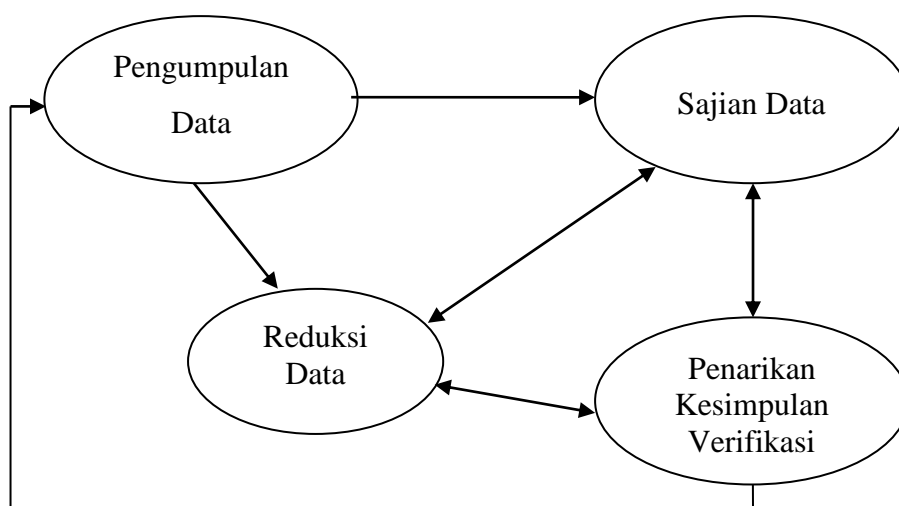 Pengumpulan
Data
Sajian Data
Reduksi
Data
Penarikan
Kesimpulan
Verifikasi